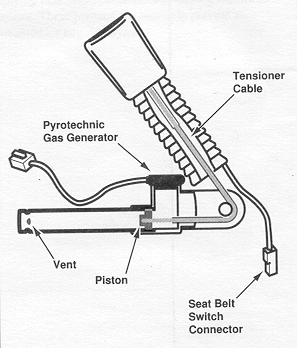 Tensioner
Cable
Pyrotechnic
Gas Generator
Vent
Piston
Seat Belt
Switch
Connector